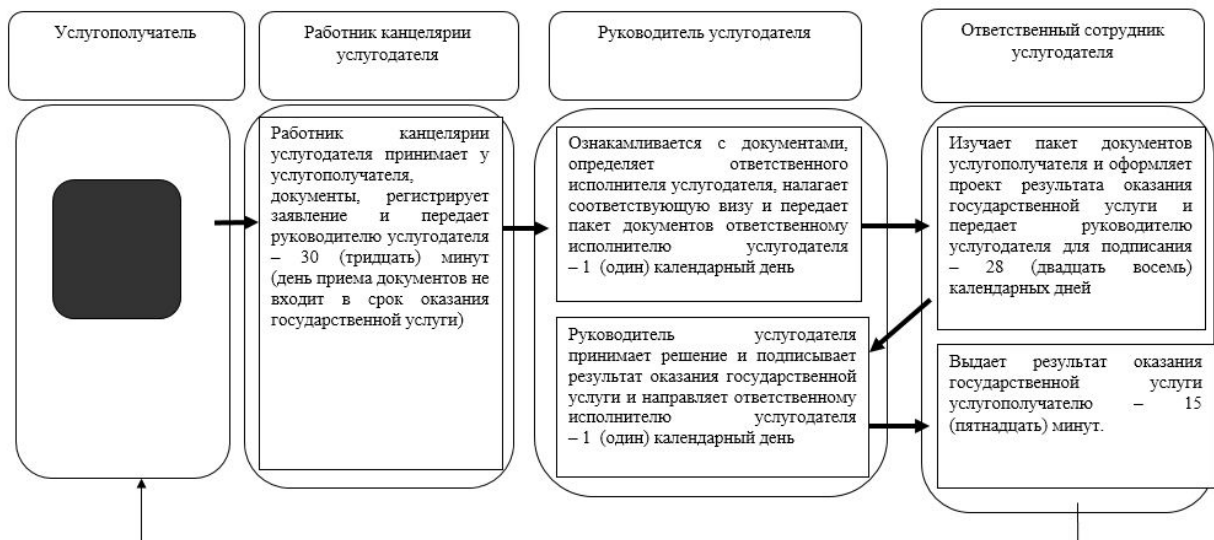 Услугополучатель
Работник канцелярии
услугодателя
Руководитель услугодателя
Ответственный сотрудник
услугодателя
Работник канцелярии
услугодателя принимает у
услугополучателя,
документы, регистрирует
заявление и передает
руководителю услугодателя
– 30 (тридцать) минут
(день приема документов не
входит в срок оказания
государственной услуги)
Ознакамливается с документами,
определяет ответственного
исполнителя услугодателя, налагает
соответствующую визу и передает
пакет документов ответственному
исполнителю услугодателя
– 1 (один) календарный день
Изучает пакет документов
услугополучателя и оформляет
проект результата оказания
государственной услуги и
передает руководителю
услугодателя для подписания
– 28 (двадцать восемь)
календарных дней
Руководитель услугодателя
принимает решение и подписывает
результат оказания государственной
услуги и направляет ответственному
исполнителю услугодателя
– 1 (один) календарный день
Выдает результат оказания
государственной услуги
услугополучателю – 15
(пятнадцать) минут.